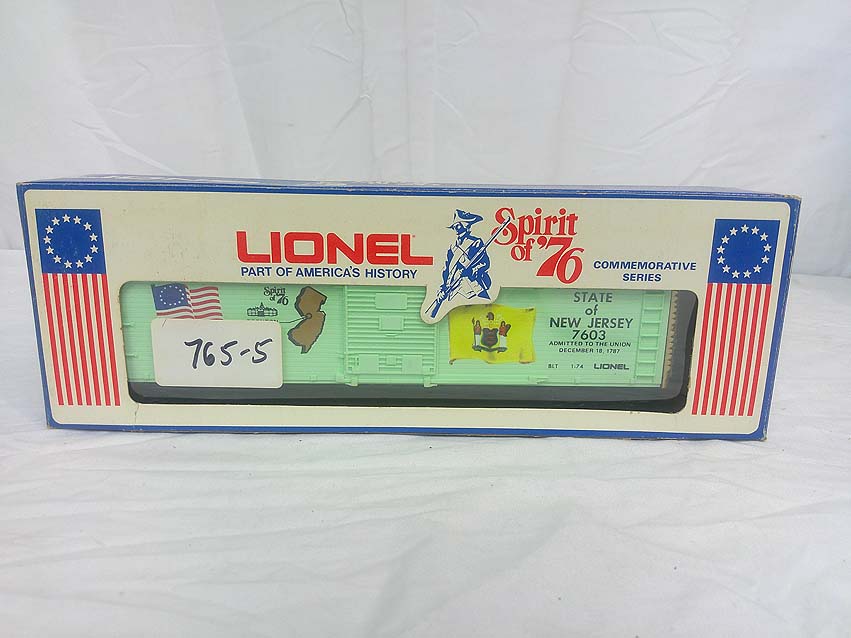 LIONEL
PART OF AMERICA'S HISTORY
Spirit
of '76
COMMEMORATIVE
SERIES
Spirit
of '76
765-5
STATE
of
NEW JERSEY
7603
ADMITTED TO THE UNION
DECEMBER 18, 1787
BLT 1-74 LIONEL